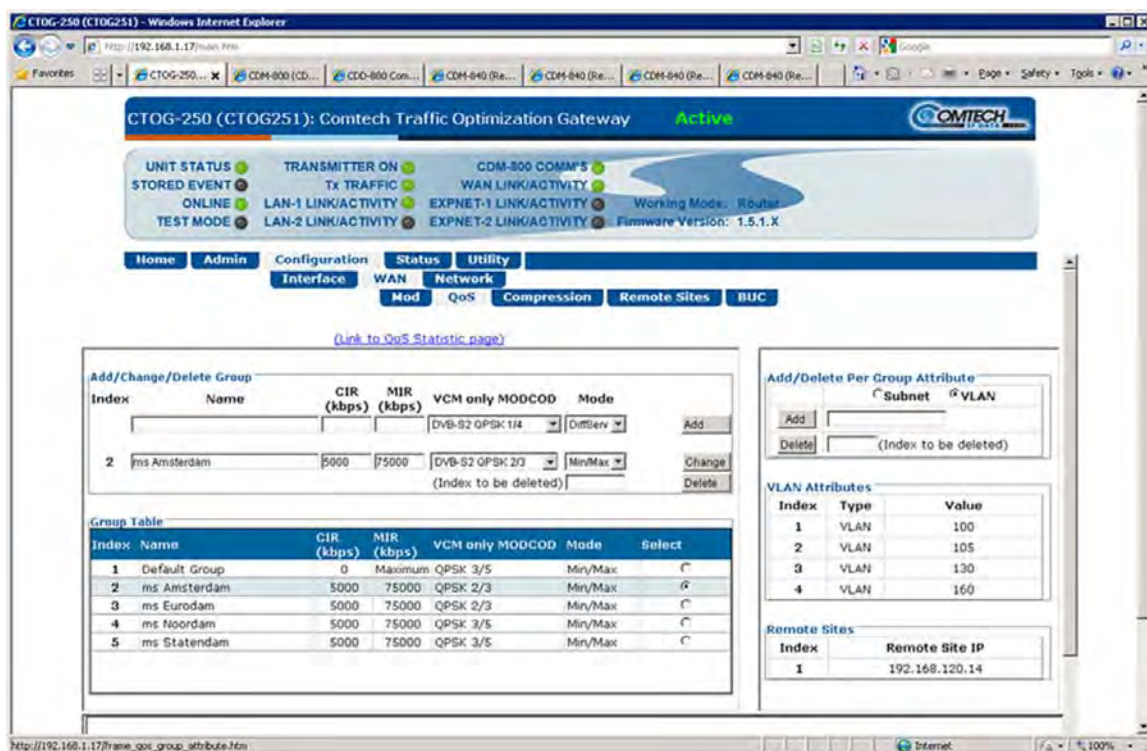 CTOG-250 (CTOG251) - Windows Internet Explorer
http://192.168.1.17/main.htm
Google
Favorites CTOG-250... x CDM-800 (CD... CDD-880 Com... CDM-840 (Re... CDM-840 (Re... CDM-840 (Re... CDM-840 (Re... Page Safety Tools
CTOG-250 (CTOG251): Comtech Traffic Optimization Gateway Active COMTECH
UNIT STATUS TRANSMITTER ON CDM-800 COMM'S
STORED EVENT Tx TRAFFIC WAN LINK/ACTIVITY
ONLINE LAN-1 LINK/ACTIVITY EXPNET-1 LINK/ACTIVITY Working Mode: Router
TEST MODE LAN-2 LINK/ACTIVITY EXPNET-2 LINK/ACTIVITY Firmware Version: 1.5.1.X
Home Admin Configuration Status Utility
Interface WAN Network
Mod QoS Compression Remote Sites BUC
(Link to QoS Statistic page)
Add/Change/Delete Group
Index Name CIR (kbps) MIR (kbps) VCM only MODCOD Mode
DVB-S2 QPSK 1/4 DiffServ Add
2 ms Amsterdam 5000 75000 DVB-S2 QPSK 2/3 Min/Max Change
(Index to be deleted) Delete
Group Table
Index Name CIR (kbps) MIR (kbps) VCM only MODCOD Mode Select
1 Default Group 0 Maximum QPSK 3/5 Min/Max
2 ms Amsterdam 5000 75000 QPSK 2/3 Min/Max
3 ms Eurodam 5000 75000 QPSK 2/3 Min/Max
4 ms Noordam 5000 75000 QPSK 3/5 Min/Max
5 ms Statendam 5000 75000 QPSK 3/5 Min/Max
Add/Delete Per Group Attribute
Subnet VLAN
Add
Delete (Index to be deleted)
VLAN Attributes
Index Type Value
1 VLAN 100
2 VLAN 105
3 VLAN 130
4 VLAN 160
Remote Sites
Index Remote Site IP
1 192.168.120.14
http://192.168.1.17/frame_qos_group_attribute.htm Internet 100%